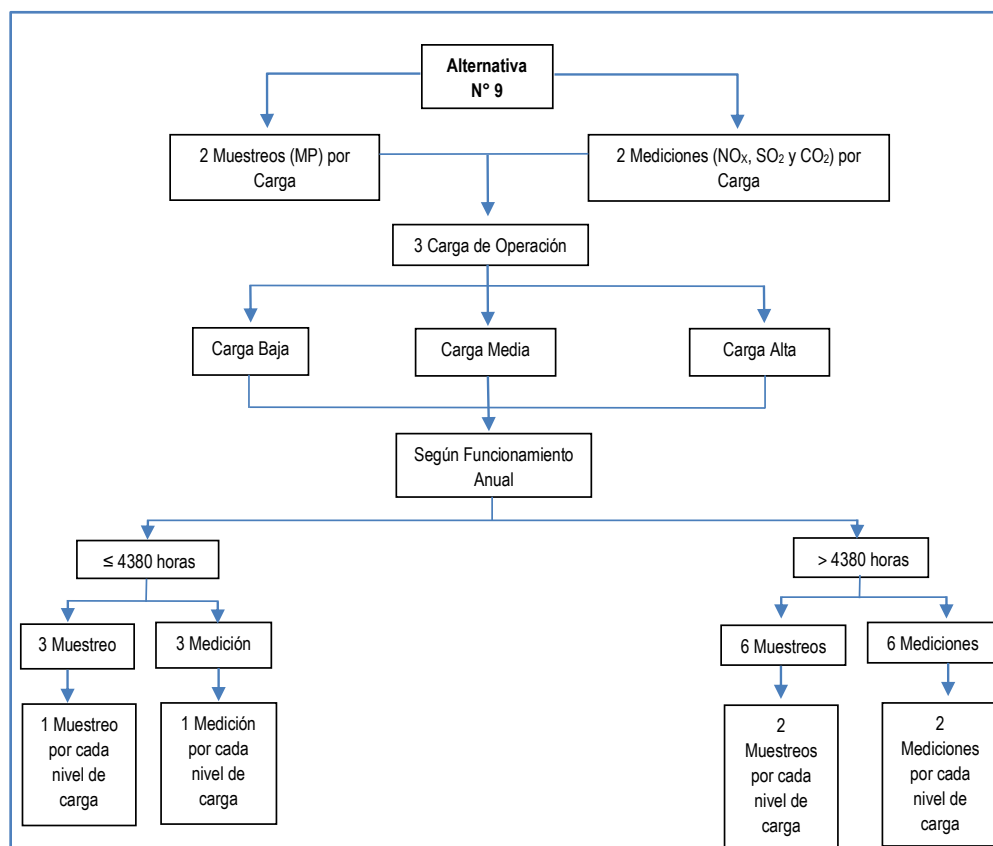 Alternativa
N° 9
2 Muestreos (MP) por
Carga
2 Mediciones (NOX, SO2 y CO2) por
Carga
3 Carga de Operación
Carga Baja
Carga Media
Carga Alta
Según Funcionamiento
Anual
≤ 4380 horas
> 4380 horas
3 Muestreo
3 Medición
6 Muestreos
6 Mediciones
1 Muestreo
por cada
nivel de
carga
1 Medición
por cada
nivel de
carga
2
Muestreos
por cada
nivel de
carga
2
Mediciones
por cada
nivel de
carga